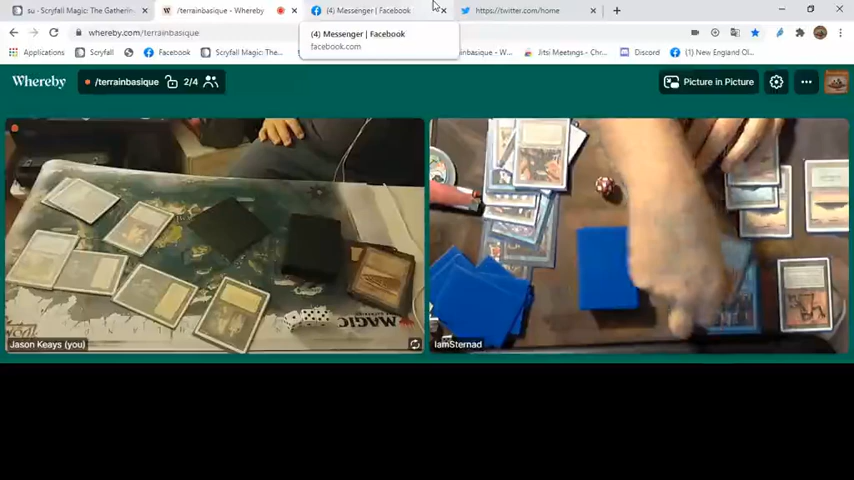 su - Scryfall Magic: The Gatherin
/terrainbasique - Whereby
(4) Messenger | Facebook
https://twitter.com/home
whereby.com/terrainbasique
(4) Messenger | Facebook
facebook.com
Applications
Scryfall
Facebook
Scryfall Magic: The...
Jitsi Meetings - Chr...
Discord
New England Ol...
Whereby
/terrainbasique
2/4
Picture in Picture
MAGIC
Jason Keays (you)
IamSternad